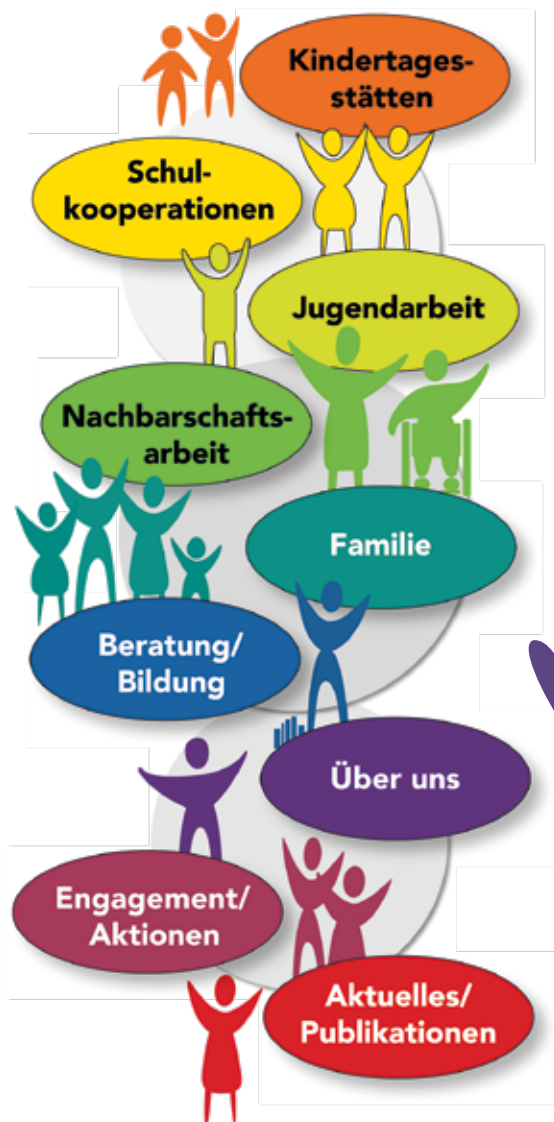 Kindertages-
stätten
Schul-
kooperationen
Jugendarbeit
Nachbarschafts-
arbeit
Familie
Beratung/
Bildung
Über uns
Engagement/
Aktionen
Aktuelles/
Publikationen